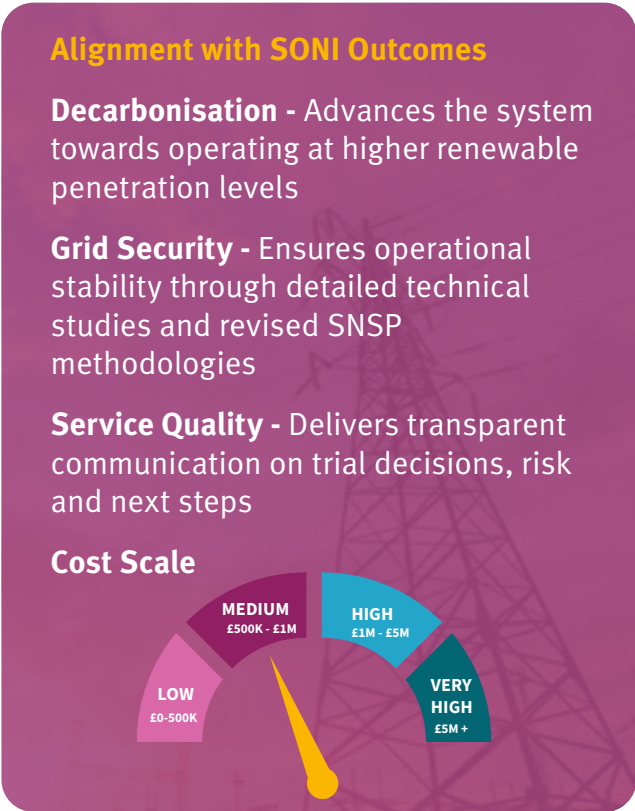 Alignment with SONI Outcomes
Decarbonisation - Advances the system
towards operating at higher renewable
penetration levels
Grid Security - Ensures operational
stability through detailed technical
studies and revised SNSP
methodologies
Service Quality - Delivers transparent
communication on trial decisions, risk
and next steps
Cost Scale
LOW
£0-500K
MEDIUM
£500K - £1M
HIGH
£1M - £5M
VERY
HIGH
£5M +